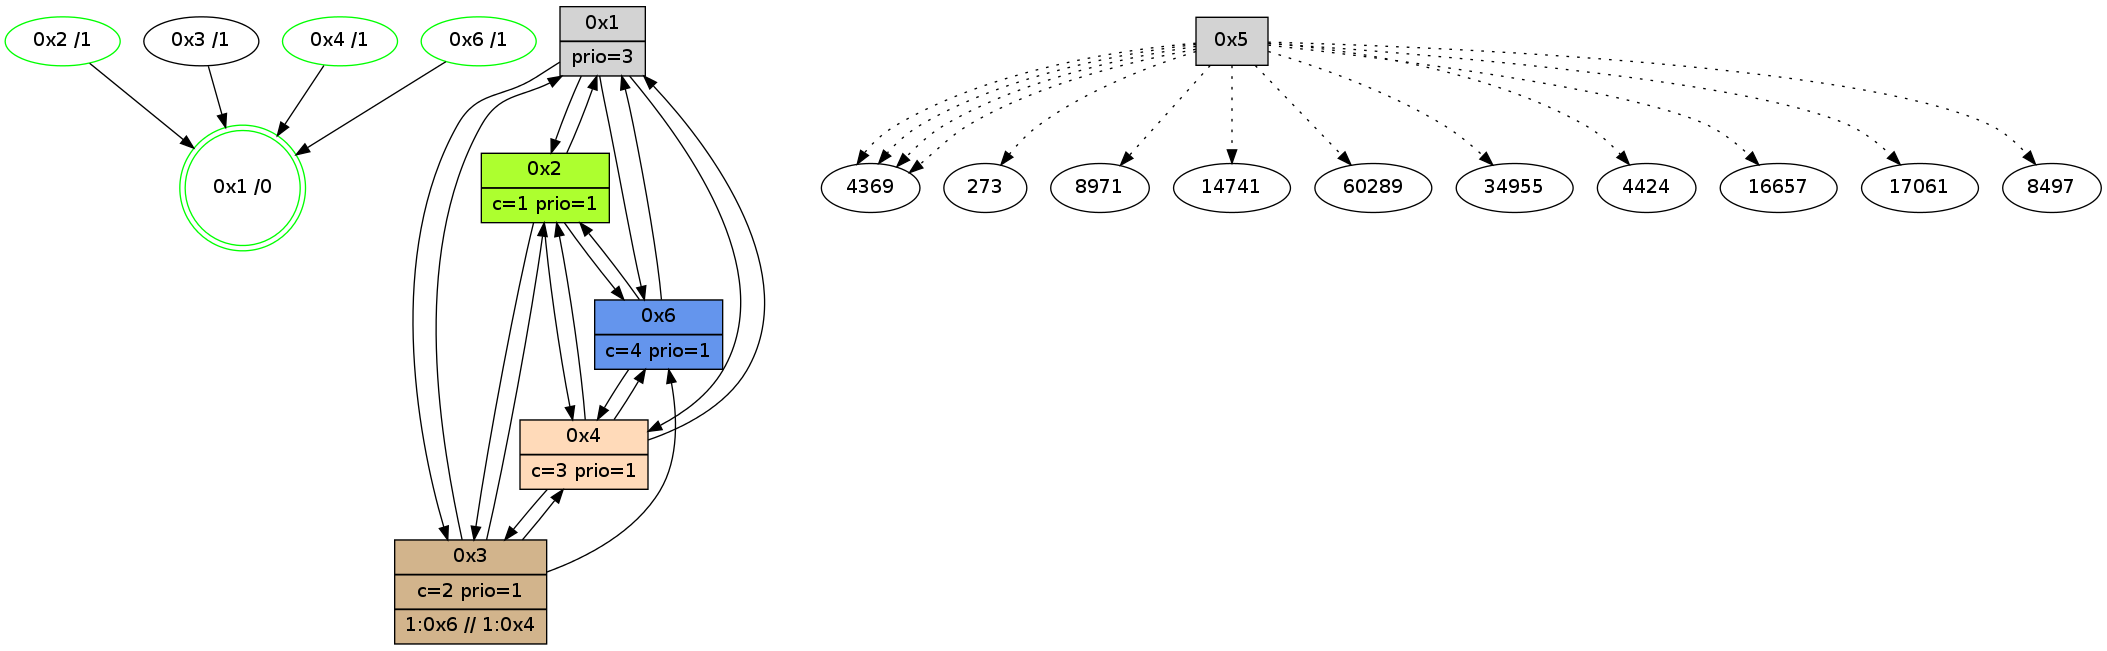 0x2 /1
0x3 /1
0x4 /1
0x6 /1
0x1 /0
0x1
prio=3
0x2
c=1 prio=1
0x6
c=4 prio=1
0x4
c=3 prio=1
0x3
c=2 prio=1
1:0x6 // 1:0x4
0x5
4369
273
8971
14741
60289
34955
4424
16657
17061
8497